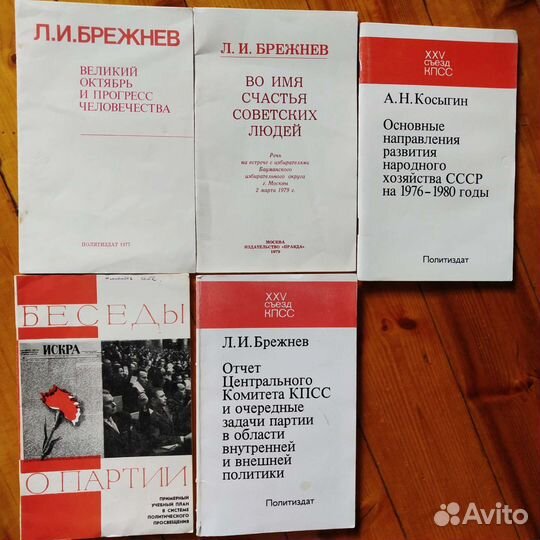 Л.И.БРЕЖНЕВ
ВЕЛИКИЙ
ОКТЯБРЬ
И ПРОГРЕСС
ЧЕЛОВЕЧЕСТВА
ПОЛИТИЗДАТ 1977
Л. И. БРЕЖНЕВ
ВО ИМЯ
СЧАСТЬЯ
СОВЕТСКИХ
ЛЮДЕЙ
Речь
на встрече с избирателями
Бауманского
избирательного округа
г. Москвы
2 марта 1979 г.
МОСКВА
ИЗДАТЕЛЬСТВО «ПРАВДА»
1979
XXV
съезд
КПСС
А.Н.Косыгин
Основные
направления
развития
народного
хозяйства СССР
на 1976–1980 годы
Политиздат
БЕСЕДЫ
ИСКРА
О ПАРТИИ
ПРИМЕРНЫЙ
УЧЕБНЫЙ ПЛАН
В СИСТЕМЕ
ПОЛИТИЧЕСКОГО
ПРОСВЕЩЕНИЯ
XXV
съезд
КПСС
Л.И.Брежнев
Отчет
Центрального
Комитета КПСС
и очередные
задачи партии
в области
внутренней
и внешней
политики
Политиздат
Avito